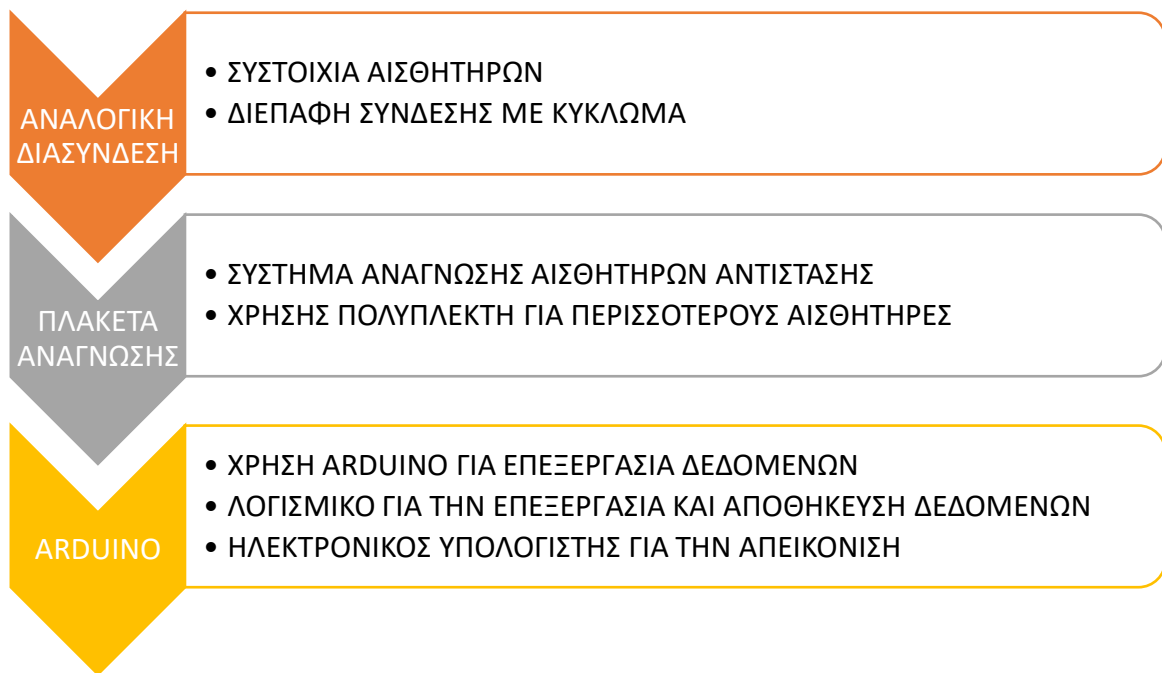 ΑΝΑΛΟΓΙΚΗ
ΔΙΑΣΥΝΔΕΣΗ
• ΣΥΣΤΟΙΧΙΑ ΑΙΣΘΗΤΗΡΩΝ
• ΔΙΕΠΑΦΗ ΣΥΝΔΕΣΗΣ ΜΕ ΚΥΚΛΩΜΑ
ΠΛΑΚΕΤΑ
ΑΝΑΓΝΩΣΗΣ
• ΣΥΣΤΗΜΑ ΑΝΑΓΝΩΣΗΣ ΑΙΣΘΗΤΗΡΩΝ ΑΝΤΙΣΤΑΣΗΣ
• ΧΡΗΣΗΣ ΠΟΛΥΠΛΕΚΤΗ ΓΙΑ ΠΕΡΙΣΣΟΤΕΡΟΥΣ ΑΙΣΘΗΤΗΡΕΣ
ARDUINO
• ΧΡΗΣΗ ARDUINO ΓΙΑ ΕΠΕΞΕΡΓΑΣΙΑ ΔΕΔΟΜΕΝΩΝ
• ΛΟΓΙΣΜΙΚΟ ΓΙΑ ΤΗΝ ΕΠΕΞΕΡΓΑΣΙΑ ΚΑΙ ΑΠΟΘΗΚΕΥΣΗ ΔΕΔΟΜΕΝΩΝ
• ΗΛΕΚΤΡΟΝΙΚΟΣ ΥΠΟΛΟΓΙΣΤΗΣ ΓΙΑ ΤΗΝ ΑΠΕΙΚΟΝΙΣΗ